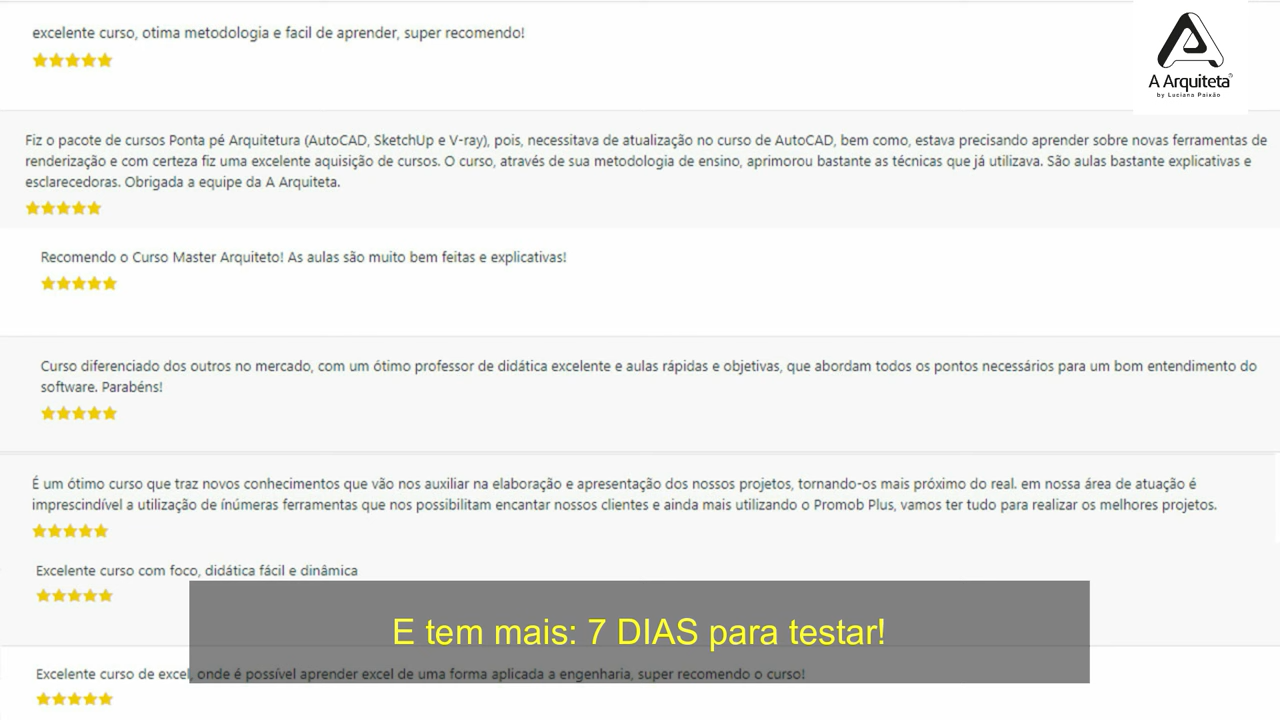 excelente curso, otima metodologia e facil de aprender, super recomendo!
A Arquiteta®
by Luciana Paixão
Fiz o pacote de cursos Ponta pé Arquitetura (AutoCAD, SketchUp e V-ray), pois, necessitava de atualização no curso de AutoCAD, bem como, estava precisando aprender sobre novas ferramentas de
renderização e com certeza fiz uma excelente aquisição de cursos. O curso, através de sua metodologia de ensino, aprimorou bastante as técnicas que já utilizava. São aulas bastante explicativas e
esclarecedoras. Obrigada a equipe da A Arquiteta.
Recomendo o Curso Master Arquiteto! As aulas são muito bem feitas e explicativas!
Curso diferenciado dos outros no mercado, com um ótimo professor de didática excelente e aulas rápidas e objetivas, que abordam todos os pontos necessários para um bom entendimento do
software. Parabéns!
É um ótimo curso que traz novos conhecimentos que vão nos auxiliar na elaboração e apresentação dos nossos projetos, tornando-os mais próximo do real. em nossa área de atuação é
imprescindível a utilização de ínúmeras ferramentas que nos possibilitam encantar nossos clientes e ainda mais utilizando o Promob Plus, vamos ter tudo para realizar os melhores projetos.
Excelente curso com foco, didática fácil e dinâmica
E tem mais: 7 DIAS para testar!
Excelente curso de excel, onde é possível aprender excel de uma forma aplicada a engenharia, super recomendo o curso!